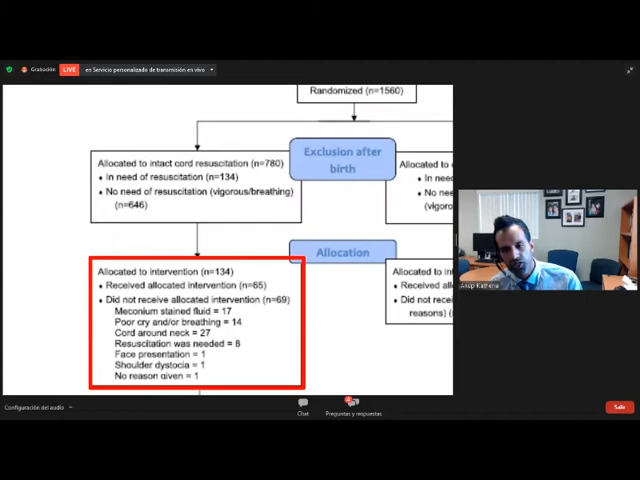 Grabación
LIVE
en Servicio personalizado de transmisión en vivo
Randomized (n=1560)
Allocated to intact cord resuscitation (n=780)
♦ In need of resuscitation (n=134)
♦ No need of resuscitation (vigorous/breathing)
(n=646)
Exclusion after
birth
Allocated to
♦ In need
♦ No nee
(vigoro
Allocation
Allocated to intervention (n=134)
♦ Received allocated intervention (n=65)
♦ Did not receive allocated intervention (n=69)
Meconium stained fluid = 17
Poor cry and/or breathing = 14
Cord around neck = 27
Resuscitation was needed = 8
Face presentation = 1
Shoulder dystocia = 1
No reason given = 1
Allocated to in
♦ Received all
♦ Did not rece
reasons) (n
Anup Katheria
Configuración del audio
Chat
Preguntas y respuestas
Salir